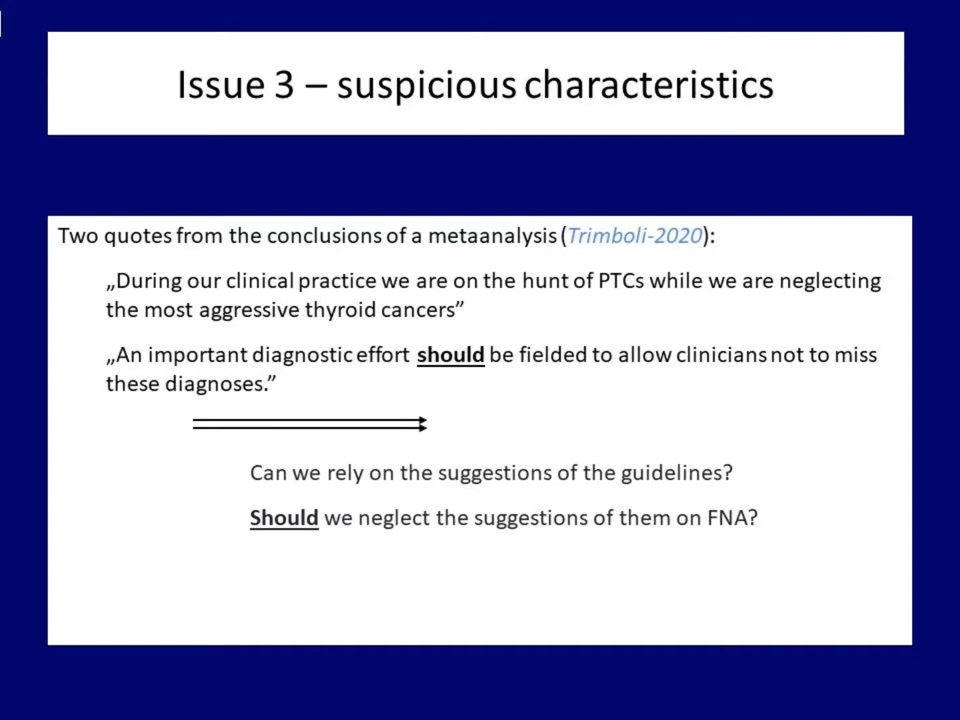 Issue 3 – suspicious characteristics
Two quotes from the conclusions of a metaanalysis (Trimboli-2020):
„During our clinical practice we are on the hunt of PTCs while we are neglecting
the most aggressive thyroid cancers”
„An important diagnostic effort should be fielded to allow clinicians not to miss
these diagnoses.”
Can we rely on the suggestions of the guidelines?
Should we neglect the suggestions of them on FNA?